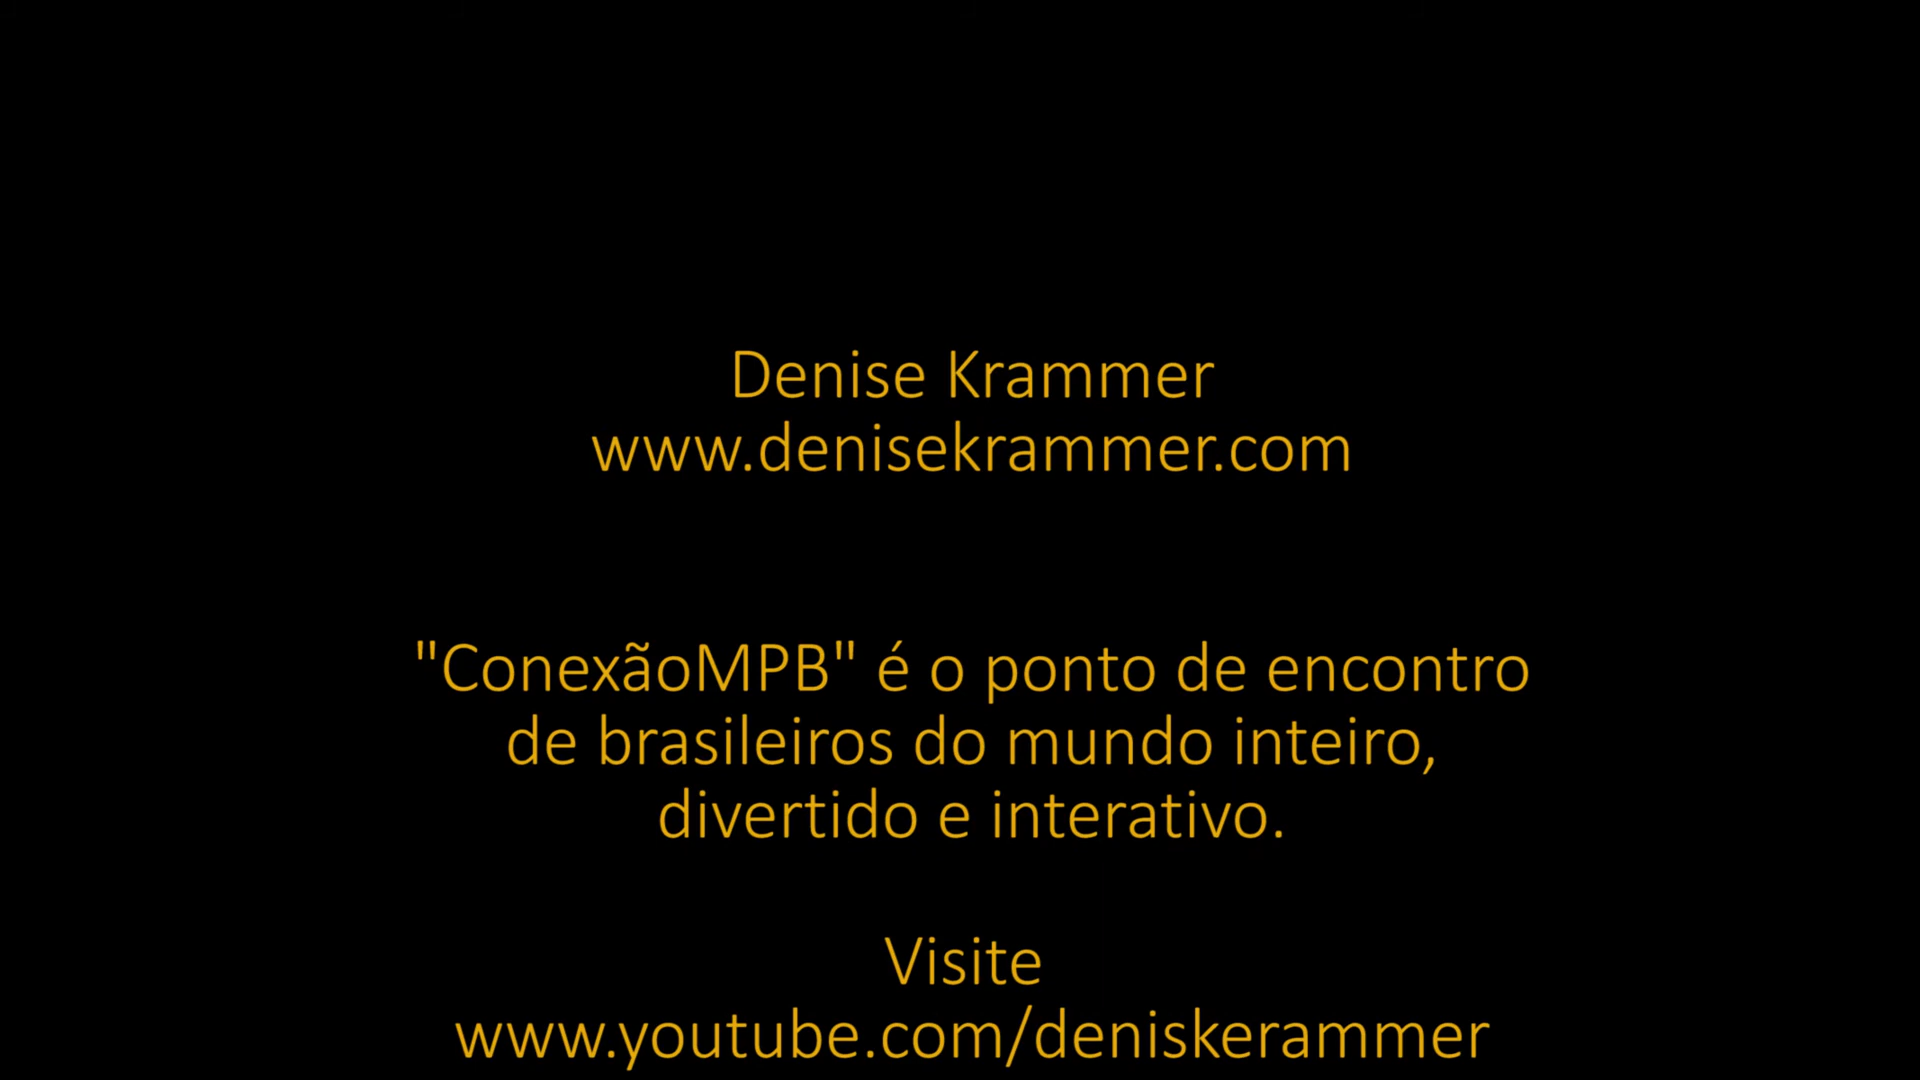 Denise Krammer
www.denisekrammer.com
"ConexãoMPB" é o ponto de encontro
de brasileiros do mundo inteiro,
divertido e interativo.
Visite
www.youtube.com/deniskerammer